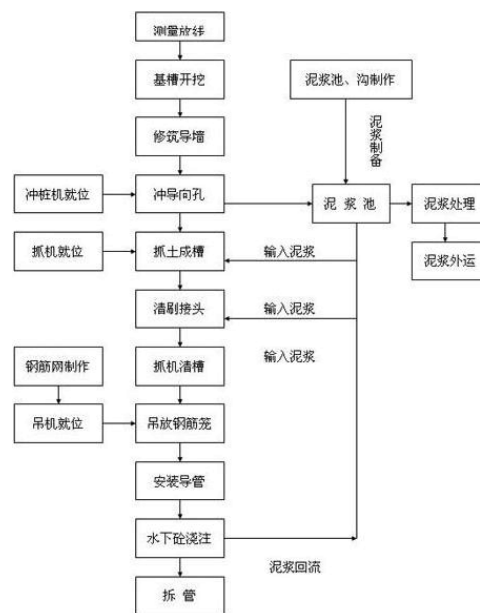 测量放线
基槽开挖
泥浆池、沟制作
泥浆制备
修筑导墙
冲桩机就位
冲导向孔
泥 浆 池
泥浆处理
抓机就位
抓土成槽
输入泥浆
泥浆外运
清刷接头
输入泥浆
钢筋网制作
抓机清槽
输入泥浆
吊机就位
吊放钢筋笼
安装导管
水下砼浇注
泥浆回流
拆 管